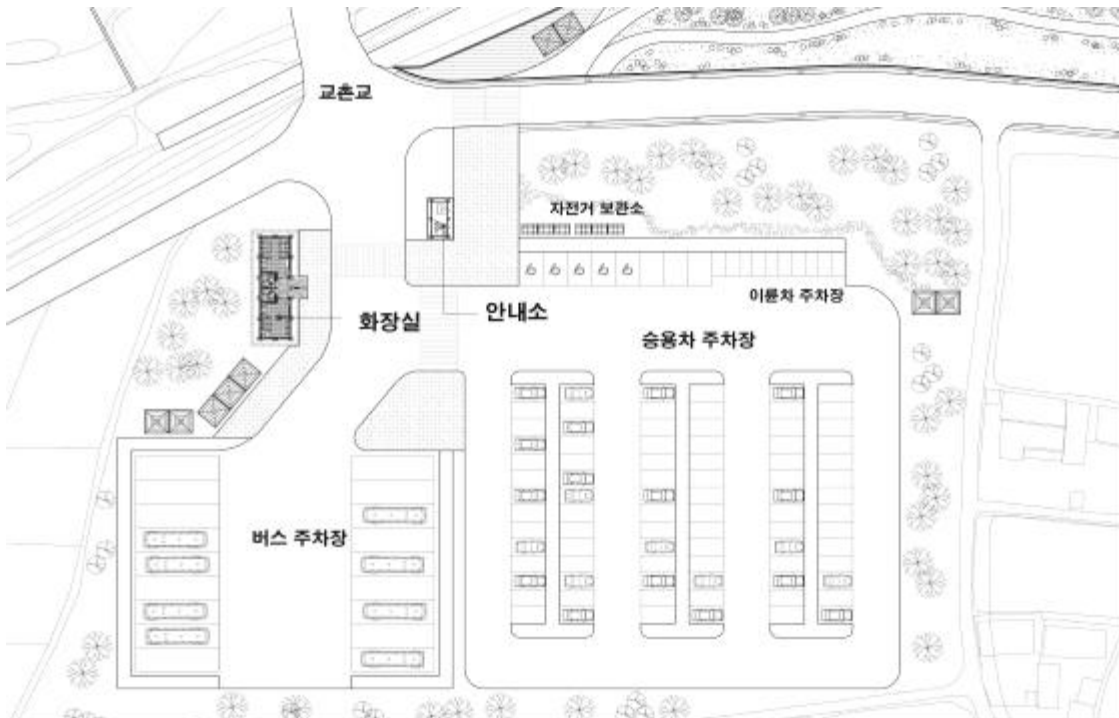 교촌교
자전거 보관소
이륜차 주차장
안내소
화장실
승용차 주차장
버스 주차장